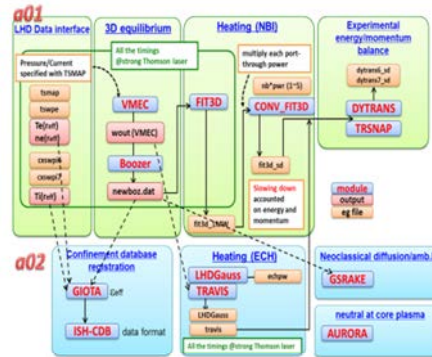 a01
LHD Data interface
Pressure/Current
specified with TSMAP
tsmap
tswpe
Te(reff)
ne(reff)
cxswpi6
cxswpi7
Ti(reff)
3D equilibrium
All the timings
@strong Thomson laser
VMEC
wout (VMEC)
Boozer
newboz.dat
Heating (NBI)
multiply each port-
through power
nb*pwr (1~5)
FIT3D
CONV_FIT3D
fit3d_sd
Slowing down
accounted
on energy and
momentum
fit3d_1MW
Experimental
energy/momentum
balance
dytrans6_sd
dytrans7_sd
DYTRANS
TRSNAP
module
output
eg file
a02
Confinement database
registration
GIOTA
ISH-CDB
data format
Heating (ECH)
LHDGauss
echpw
TRAVIS
LHDGauss
travis
All the timings @strong Thomson laser
Neoclassical diffusion/amb.
GSRAKE
neutral at core plasma
AURORA